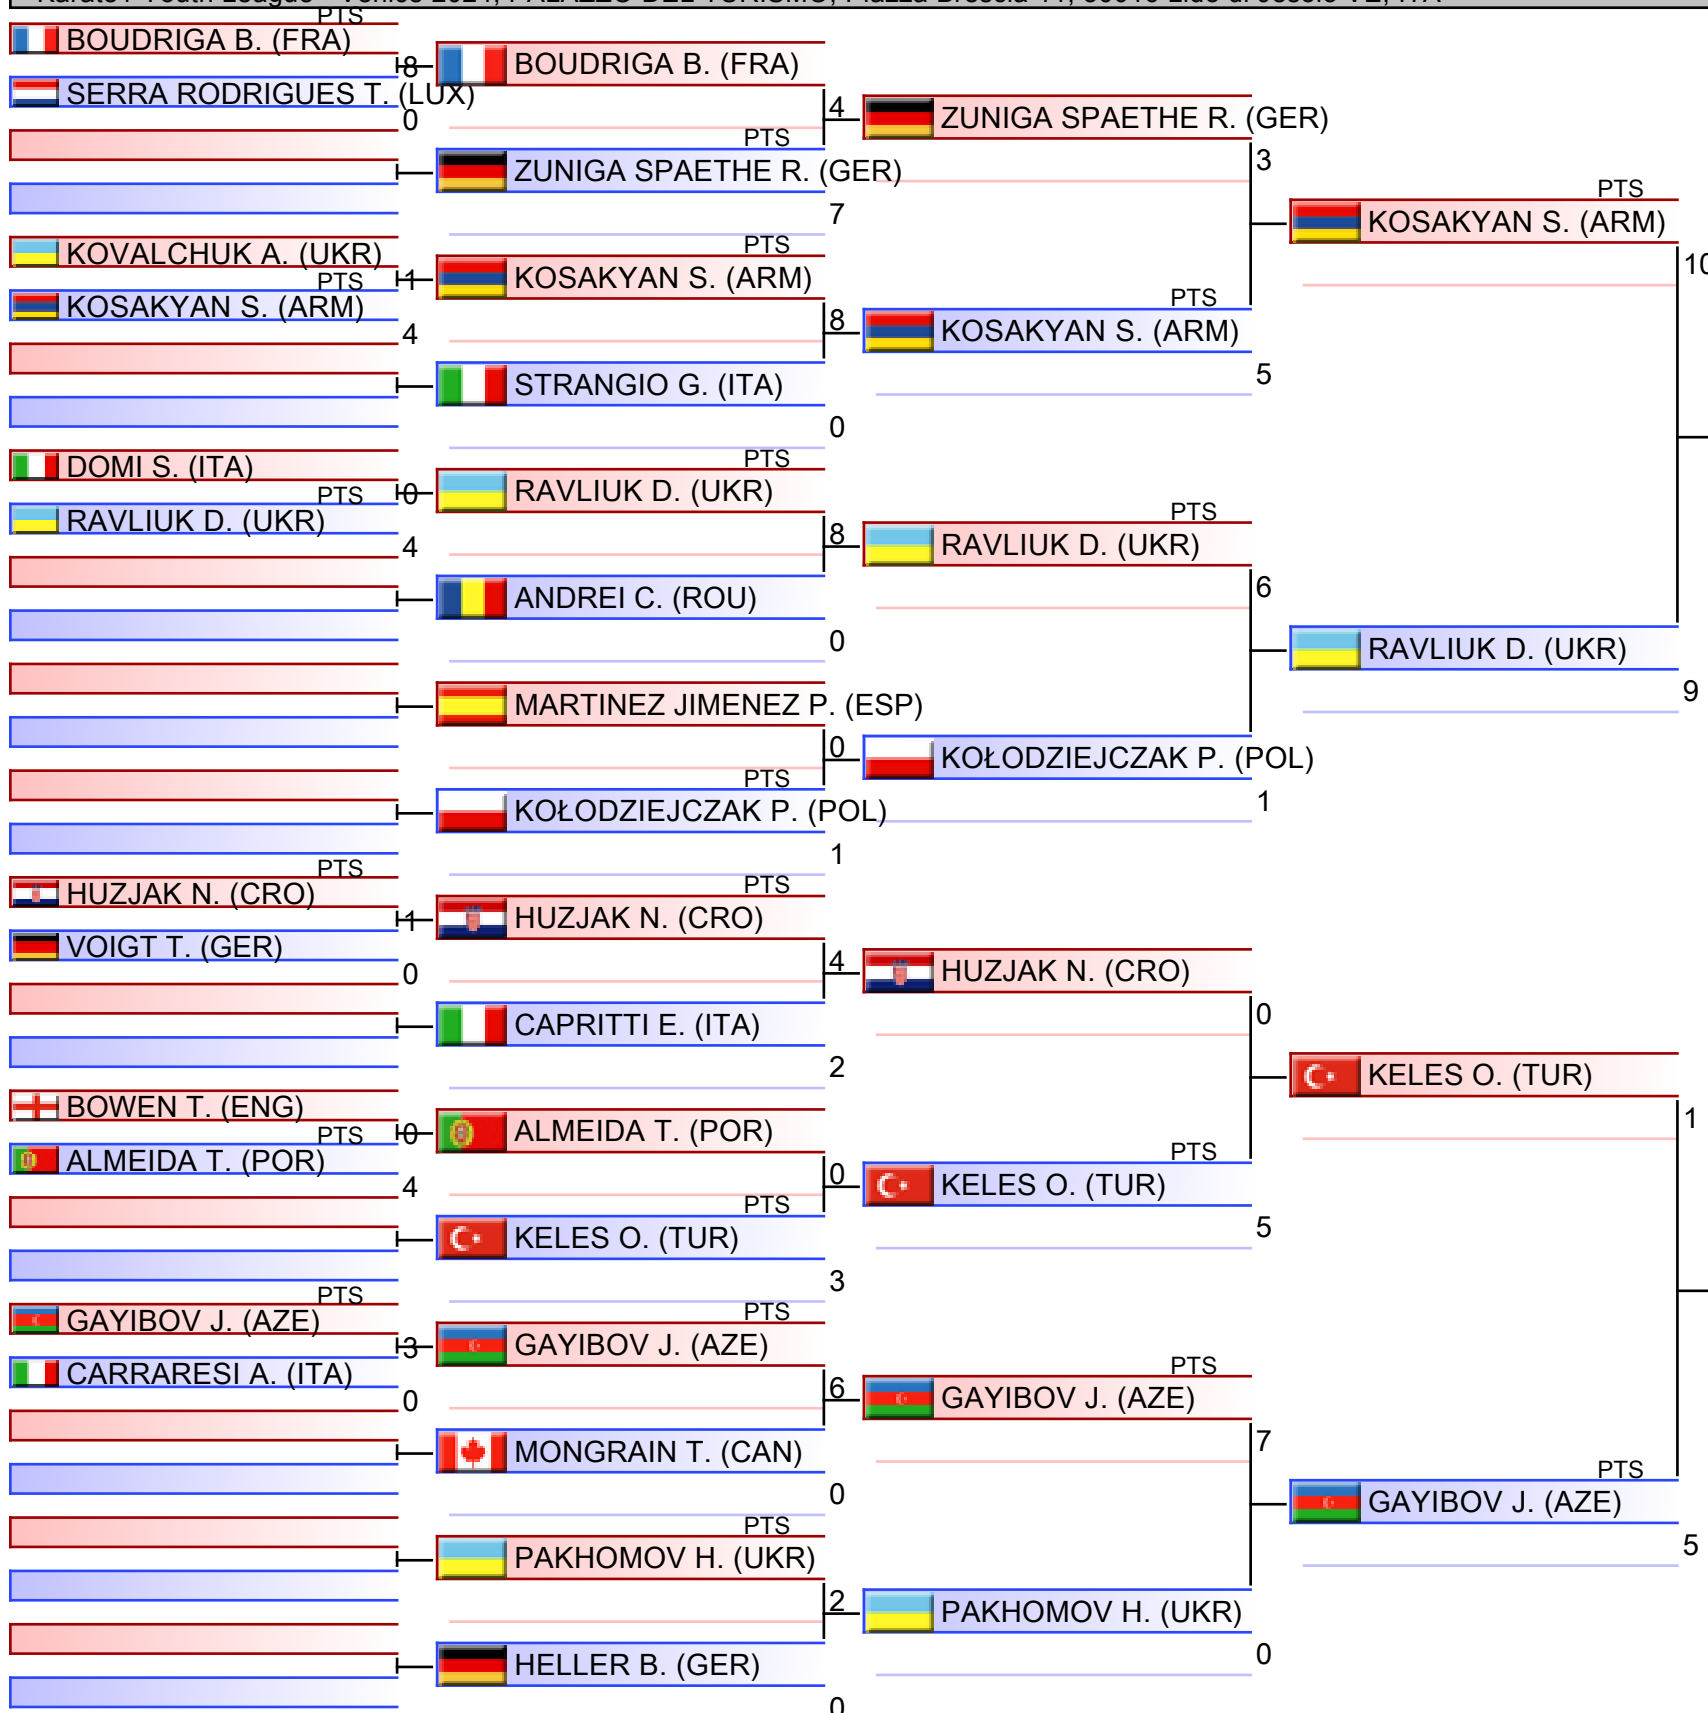 PTS
BOUDRIGA B. (FRA)
8
SERRA RODRIGUES T. (LUX)
0
KOVALCHUK A. (UKR)
PTS
1
KOSAKYAN S. (ARM)
4
DOMI S. (ITA)
PTS
0
RAVLIUK D. (UKR)
4
PTS
HUZJAK N. (CRO)
1
VOIGT T. (GER)
0
BOWEN T. (ENG)
PTS
0
ALMEIDA T. (POR)
4
PTS
GAYIBOV J. (AZE)
3
CARRARESI A. (ITA)
0
BOUDRIGA B. (FRA)
4
PTS
ZUNIGA SPAETHE R. (GER)
7
PTS
KOSAKYAN S. (ARM)
8
STRANGIO G. (ITA)
0
PTS
RAVLIUK D. (UKR)
8
ANDREI C. (ROU)
0
MARTINEZ JIMENEZ P. (ESP)
0
PTS
KOŁODZIEJCZAK P. (POL)
1
PTS
HUZJAK N. (CRO)
4
CAPRITTI E. (ITA)
2
ALMEIDA T. (POR)
0
PTS
KELES O. (TUR)
3
PTS
GAYIBOV J. (AZE)
6
MONGRAIN T. (CAN)
0
PTS
PAKHOMOV H. (UKR)
2
HELLER B. (GER)
0
ZUNIGA SPAETHE R. (GER)
3
PTS
KOSAKYAN S. (ARM)
5
PTS
RAVLIUK D. (UKR)
6
KOŁODZIEJCZAK P. (POL)
1
HUZJAK N. (CRO)
0
PTS
KELES O. (TUR)
5
PTS
GAYIBOV J. (AZE)
7
PAKHOMOV H. (UKR)
0
PTS
KOSAKYAN S. (ARM)
10
RAVLIUK D. (UKR)
9
KELES O. (TUR)
1
PTS
GAYIBOV J. (AZE)
5